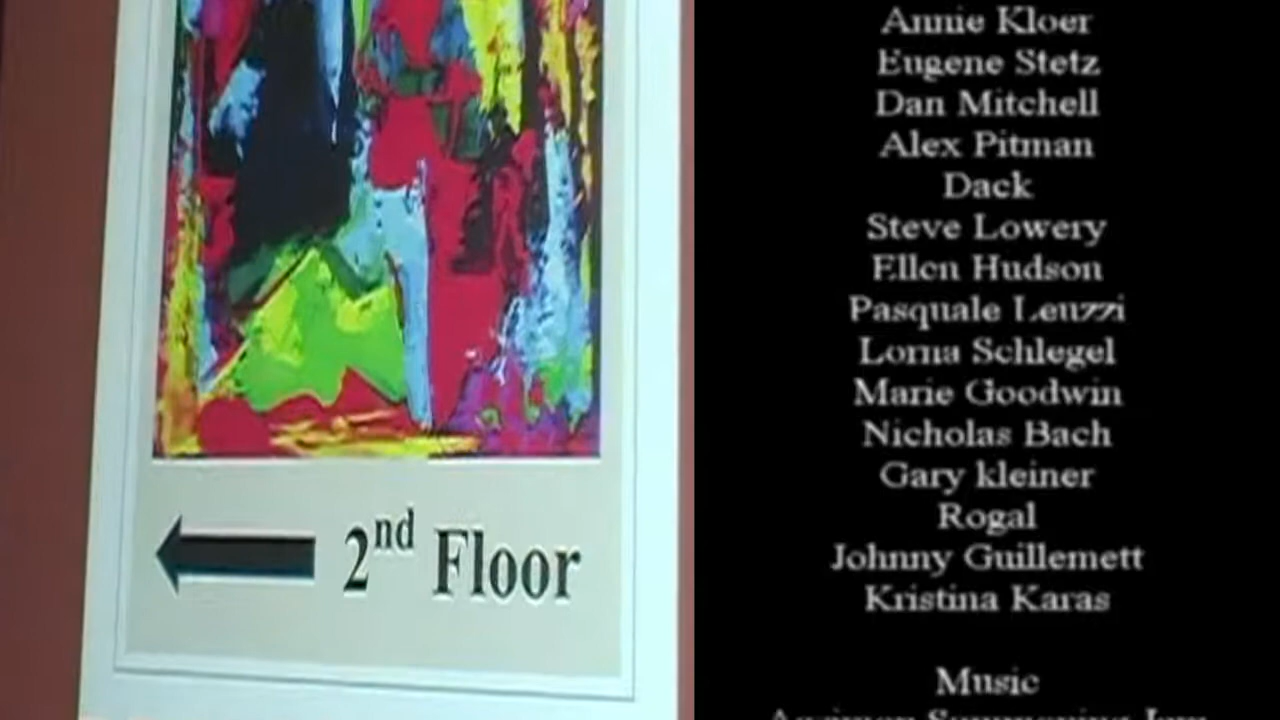 2nd Floor
Annie Kloer
Eugene Stetz
Dan Mitchell
Alex Pitman
Dack
Steve Lowery
Ellen Hudson
Pasquale Leuzzi
Lorna Schlegel
Marie Goodwin
Nicholas Bach
Gary kleiner
Rogal
Johnny Guillemett
Kristina Karas
Music